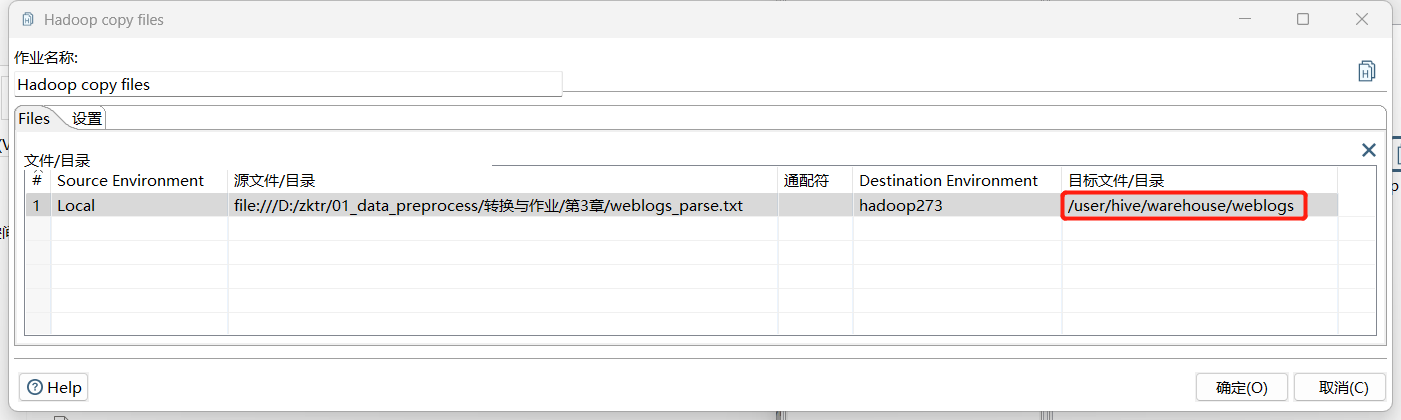 Hadoop copy files
作业名称:
Hadoop copy files
Files 设置
文件/目录
# Source Environment 源文件/目录 通配符 Destination Environment 目标文件/目录
1 Local file:///D:/zktr/01_data_preprocess/转换与作业/第3章/weblogs_parse.txt hadoop273 /user/hive/warehouse/weblogs
Help 确定(O) 取消(C)